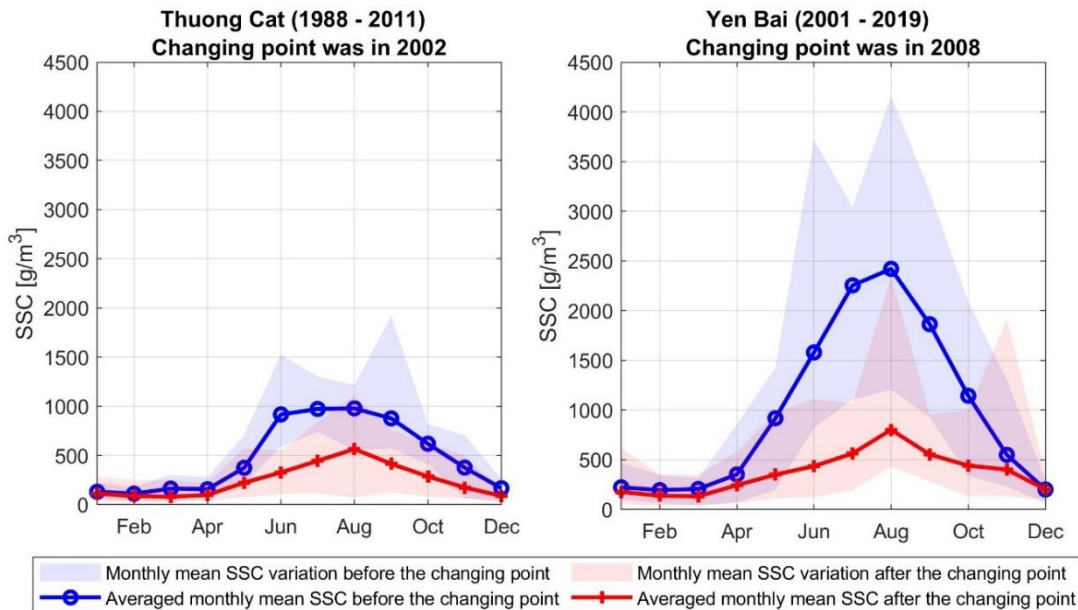 Thuong Cat (1988 - 2011)
Changing point was in 2002
4500
4000
3500
3000
2500
2000
1500
1000
500
0
SSC [g/m³]
Feb Apr Jun Aug Oct Dec
Yen Bai (2001 - 2019)
Changing point was in 2008
4500
4000
3500
3000
2500
2000
1500
1000
500
0
SSC [g/m³]
Feb Apr Jun Aug Oct Dec
Monthly mean SSC variation before the changing point
Monthly mean SSC variation after the changing point
Averaged monthly mean SSC before the changing point
Averaged monthly mean SSC after the changing point